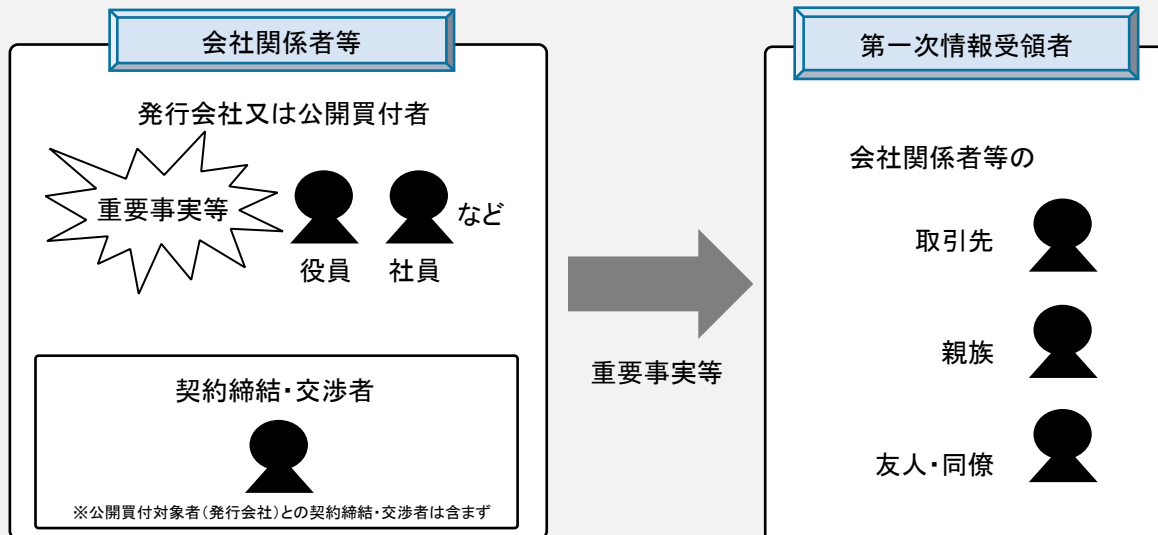 会社関係者等
発行会社又は公開買付者
重要事実等
など
役員
社員
契約締結・交渉者
※公開買付対象者(発行会社)との契約締結・交渉者は含まず
重要事実等
第一次情報受領者
会社関係者等の
取引先
親族
友人・同僚